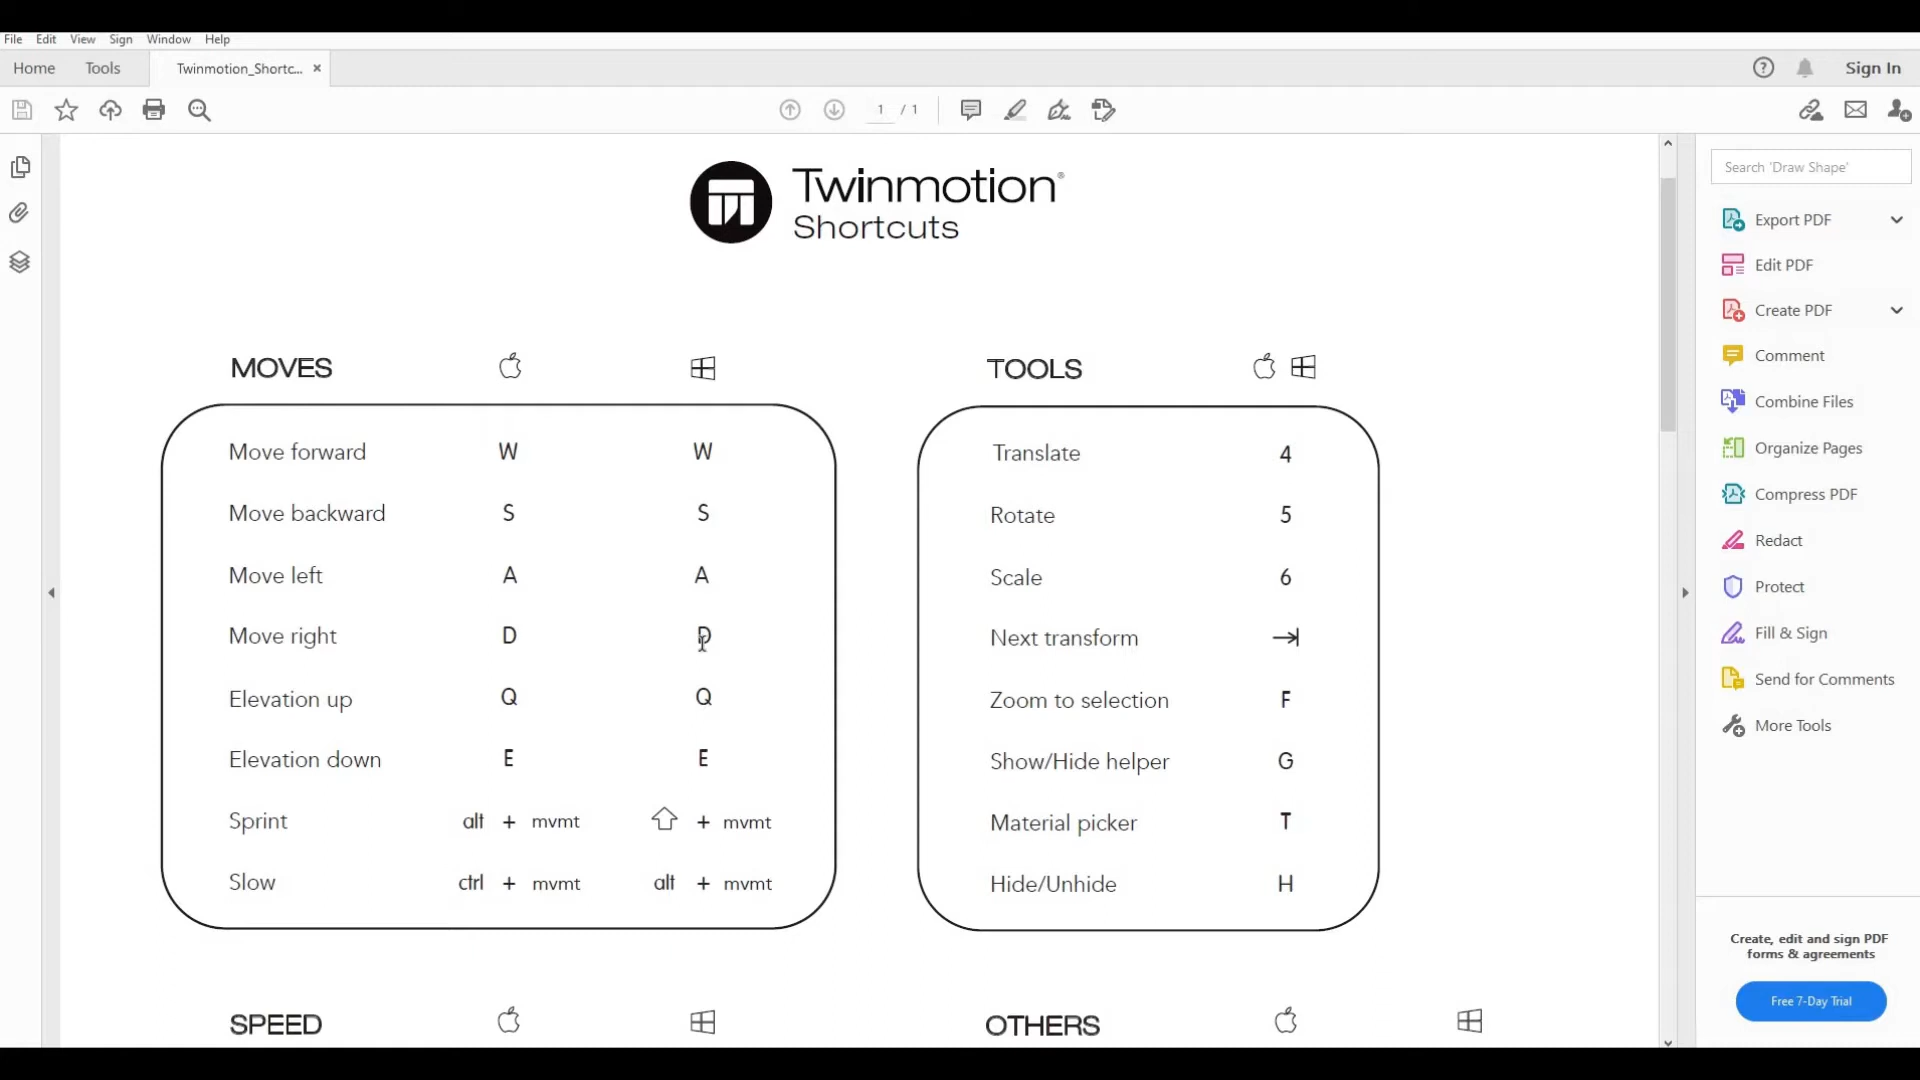 File Edit View Sign Window Help
Home Tools Twinmotion_Shortc... × Sign In
1 / 1
Twinmotion®
Shortcuts
MOVES
Move forward W W
Move backward S S
Move left A A
Move right D D
Elevation up Q Q
Elevation down E E
Sprint alt + mvmt + mvmt
Slow ctrl + mvmt alt + mvmt
TOOLS
Translate 4
Rotate 5
Scale 6
Next transform
Zoom to selection F
Show/Hide helper G
Material picker T
Hide/Unhide H
SPEED
OTHERS
Search 'Draw Shape'
Export PDF
Edit PDF
Create PDF
Comment
Combine Files
Organize Pages
Compress PDF
Redact
Protect
Fill & Sign
Send for Comments
More Tools
Create, edit and sign PDF
forms & agreements
Free 7-Day Trial